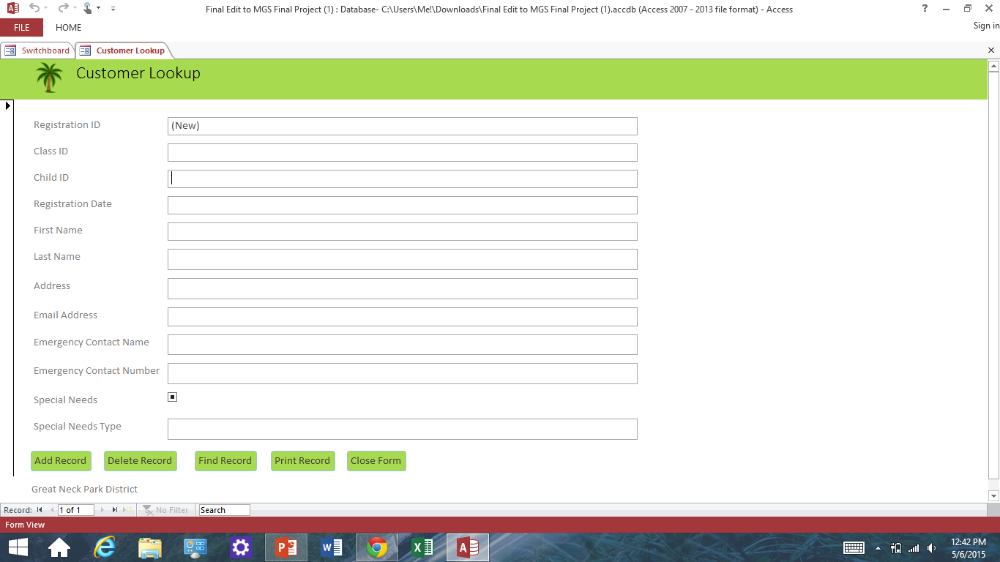 Final Edit to MGS Final Project (1) : Database- C:\Users\Me!\Downloads\Final Edit to MGS Final Project (1).accdb (Access 2007 - 2013 file format) - Access
?
FILE HOME Sign in
Switchboard Customer Lookup
Customer Lookup
Registration ID (New)
Class ID
Child ID
Registration Date
First Name
Last Name
Address
Email Address
Emergency Contact Name
Emergency Contact Number
Special Needs
Special Needs Type
Add Record Delete Record Find Record Print Record Close Form
Great Neck Park District
Record: 1 of 1 No Filter Search
Form View
12:42 PM
5/6/2015